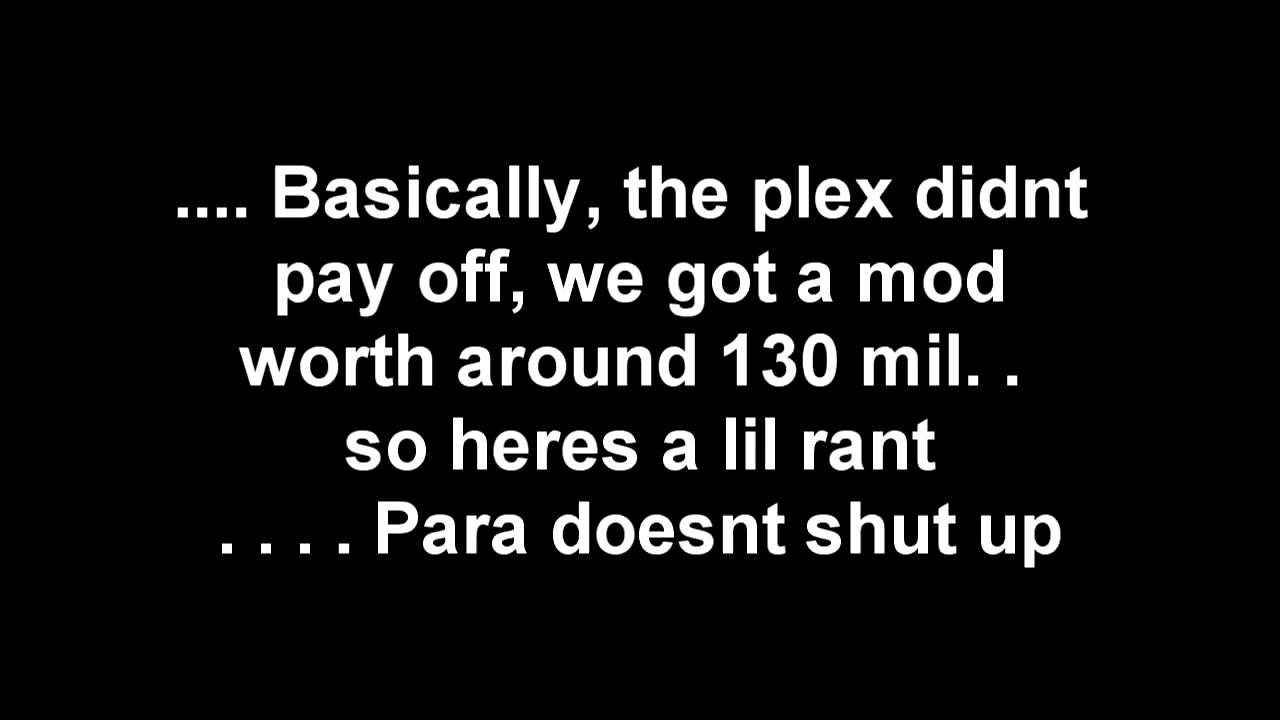 .... Basically, the plex didnt
pay off, we got a mod
worth around 130 mil. .
so heres a lil rant
. . . . Para doesnt shut up